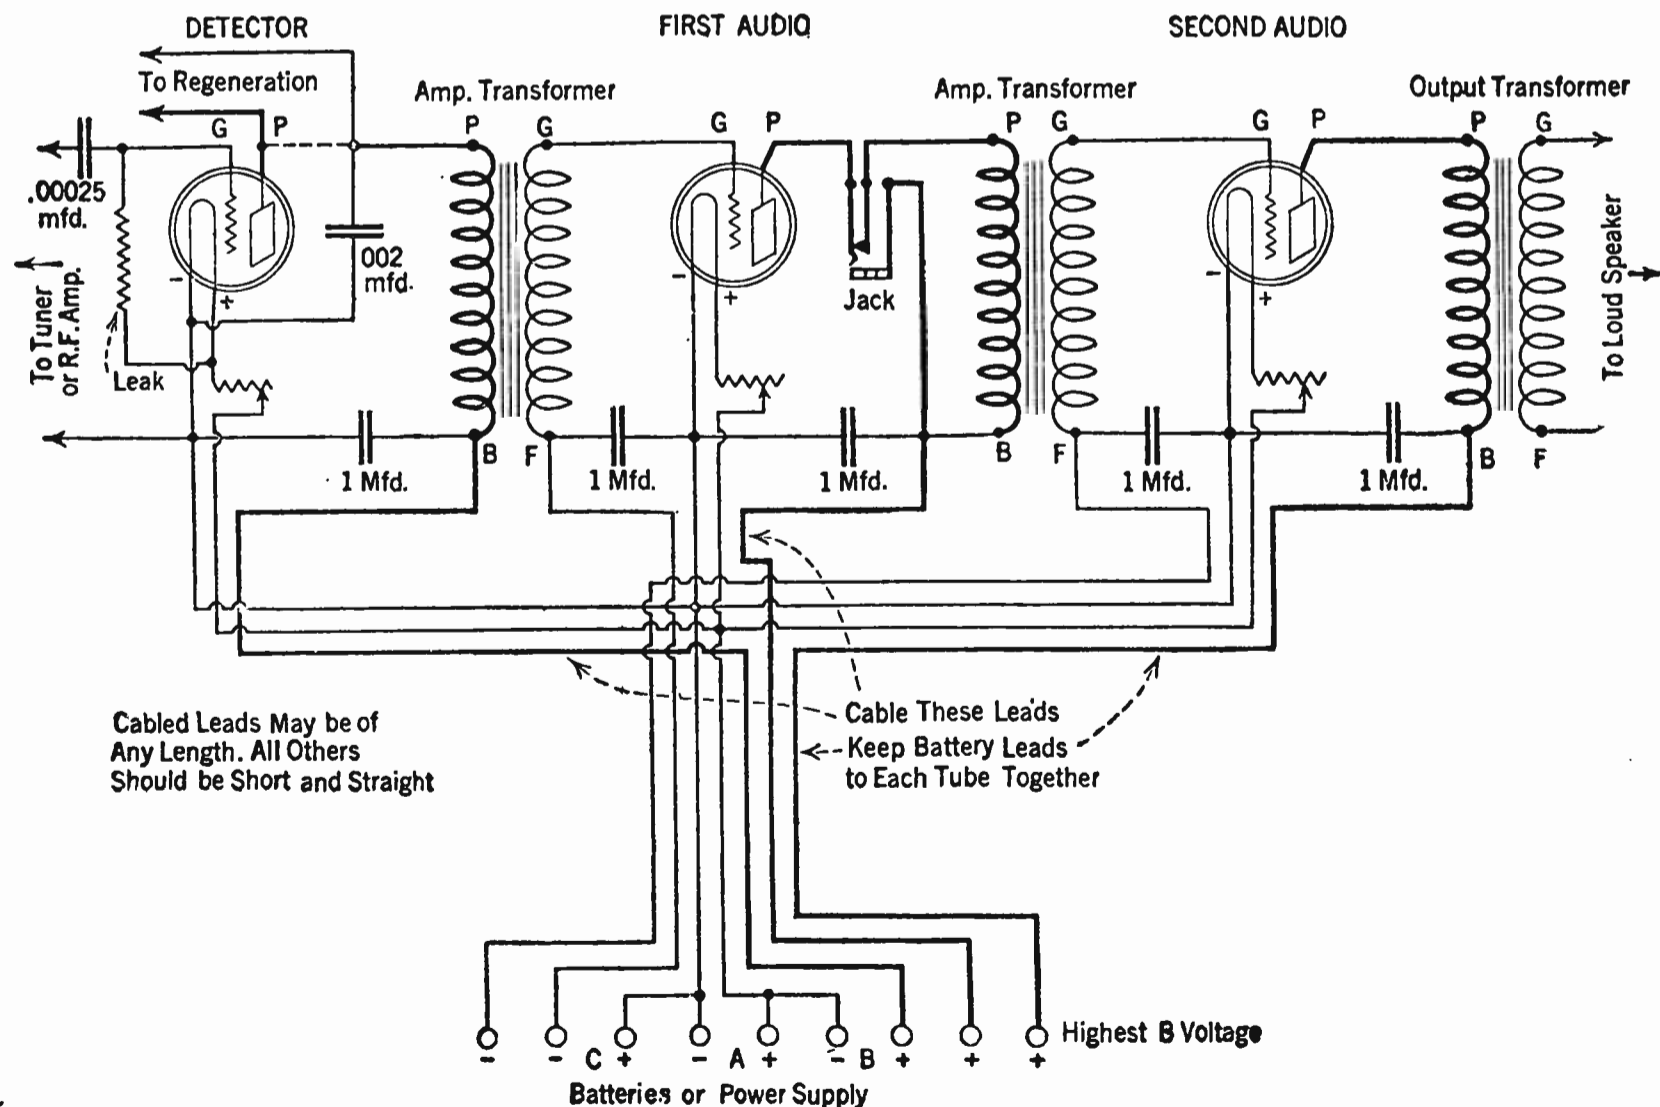 DETECTOR
FIRST AUDIO
SECOND AUDIO
To Regeneration
Amp. Transformer
Amp. Transformer
Output Transformer
G P
P G
G P
P G
G P
P G
.00025
mfd.
002
mfd.
- +
- +
- +
Jack
To Tuner
or R.F. Amp.
To Loud Speaker
Leak
B F
B F
B F
1 Mfd.
1 Mfd.
1 Mfd.
1 Mfd.
1 Mfd.
Cabled Leads May be of
Any Length. All Others
Should be Short and Straight
Cable These Leads
Keep Battery Leads
to Each Tube Together
Highest B Voltage
- - C + - A + - B + + +
Batteries or Power Supply